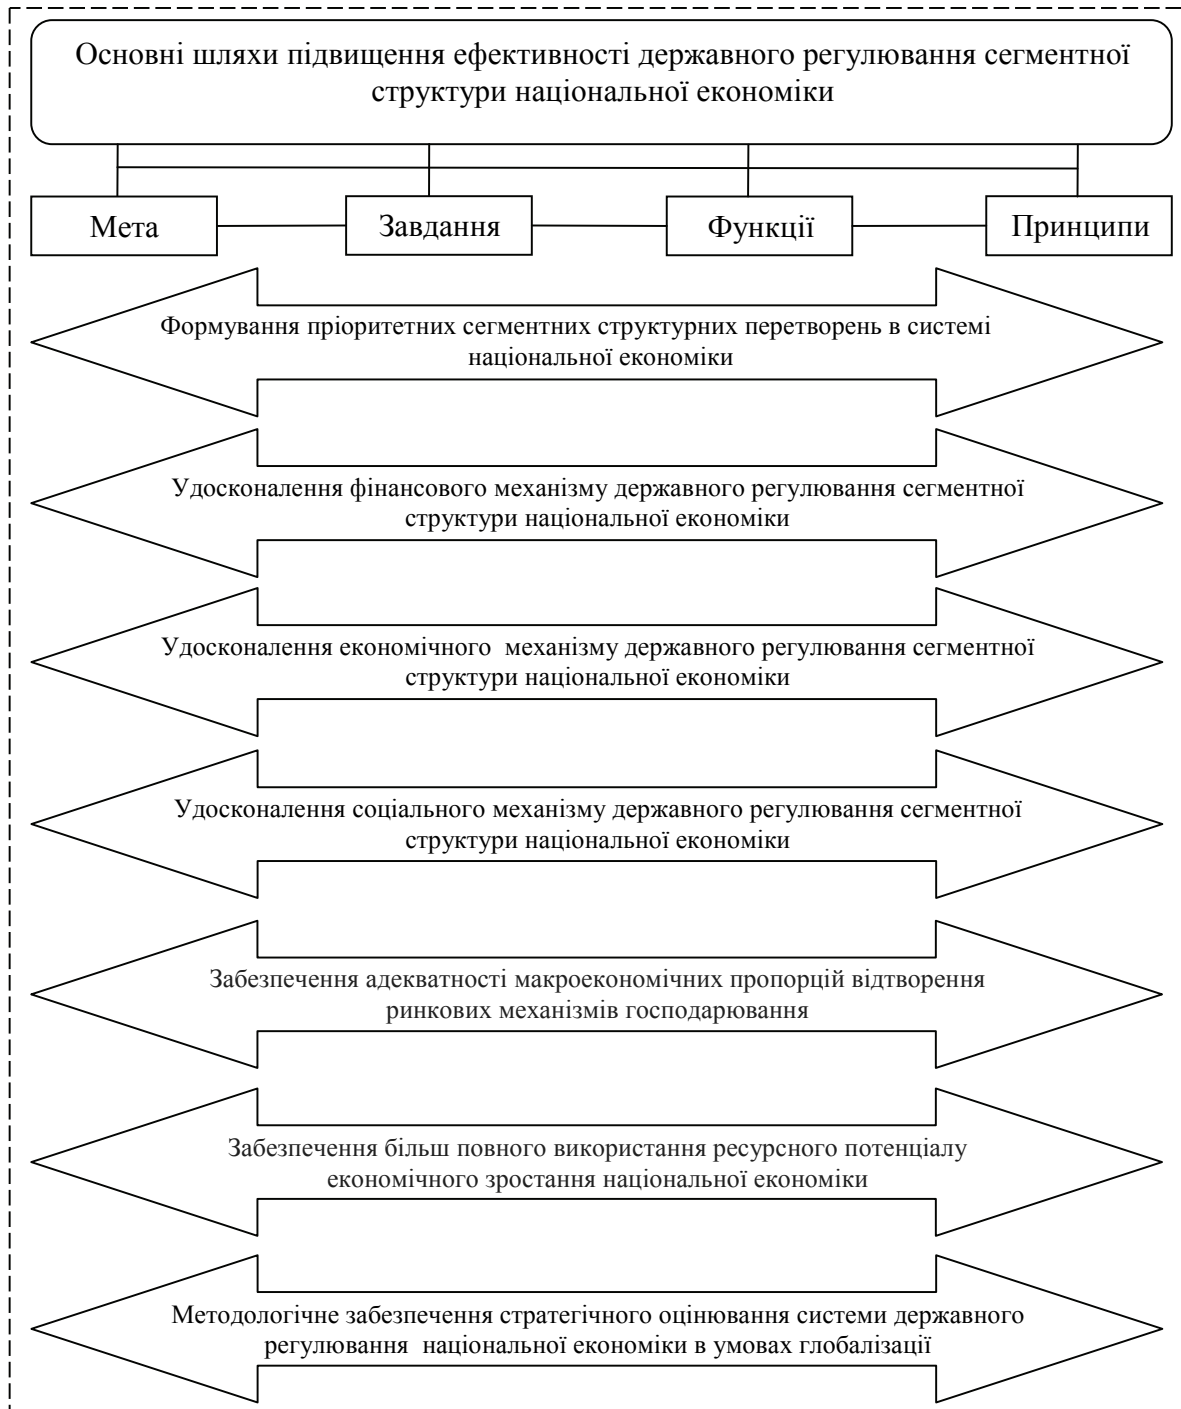 Основні шляхи підвищення ефективності державного регулювання сегментної
структури національної економіки
Мета
Завдання
Функції
Принципи
Формування пріоритетних сегментних структурних перетворень в системі
національної економіки
Удосконалення фінансового механізму державного регулювання сегментної
структури національної економіки
Удосконалення економічного  механізму державного регулювання сегментної
структури національної економіки
Удосконалення соціального механізму державного регулювання сегментної
структури національної економіки
Забезпечення адекватності макроекономічних пропорцій відтворення
ринкових механізмів господарювання
Забезпечення більш повного використання ресурсного потенціалу
економічного зростання національної економіки
Методологічне забезпечення стратегічного оцінювання системи державного
регулювання  національної економіки в умовах глобалізації